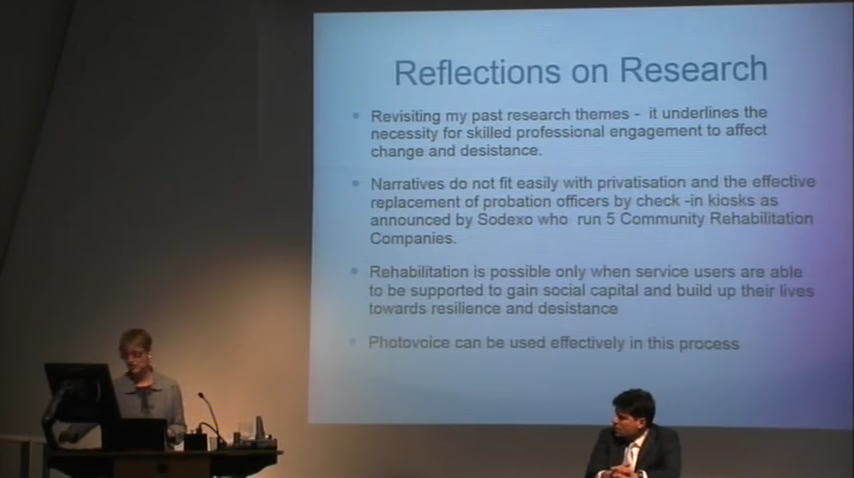 Reflections on Research
Revisiting my past research themes - it underlines the
necessity for skilled professional engagement to affect
change and desistance.
Narratives do not fit easily with privatisation and the effective
replacement of probation officers by check -in kiosks as
announced by Sodexo who run 5 Community Rehabilitation
Companies.
Rehabilitation is possible only when service users are able
to be supported to gain social capital and build up their lives
towards resilience and desistance
Photovoice can be used effectively in this process